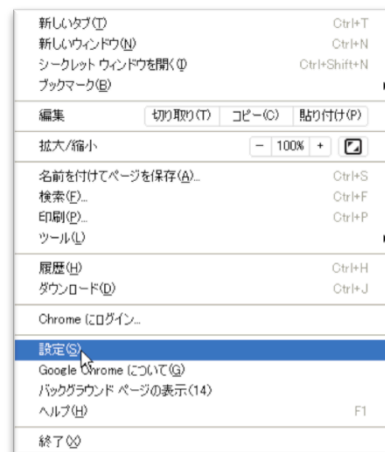 新しいタブ(T) Ctrl+T
新しいウィンドウ(N) Ctrl+N
シークレット ウィンドウを開く(I) Ctrl+Shift+N
ブックマーク(B)
編集 切り取り(T) コピー(C) 貼り付け(P)
拡大/縮小 − 100% +
名前を付けてページを保存(A)... Ctrl+S
検索(F)... Ctrl+F
印刷(P)... Ctrl+P
ツール(L)
履歴(H) Ctrl+H
ダウンロード(D) Ctrl+J
Chrome にログイン...
設定(S)
Google Chrome について(G)
バックグラウンド ページの表示(14)
ヘルプ(H) F1
終了(X)